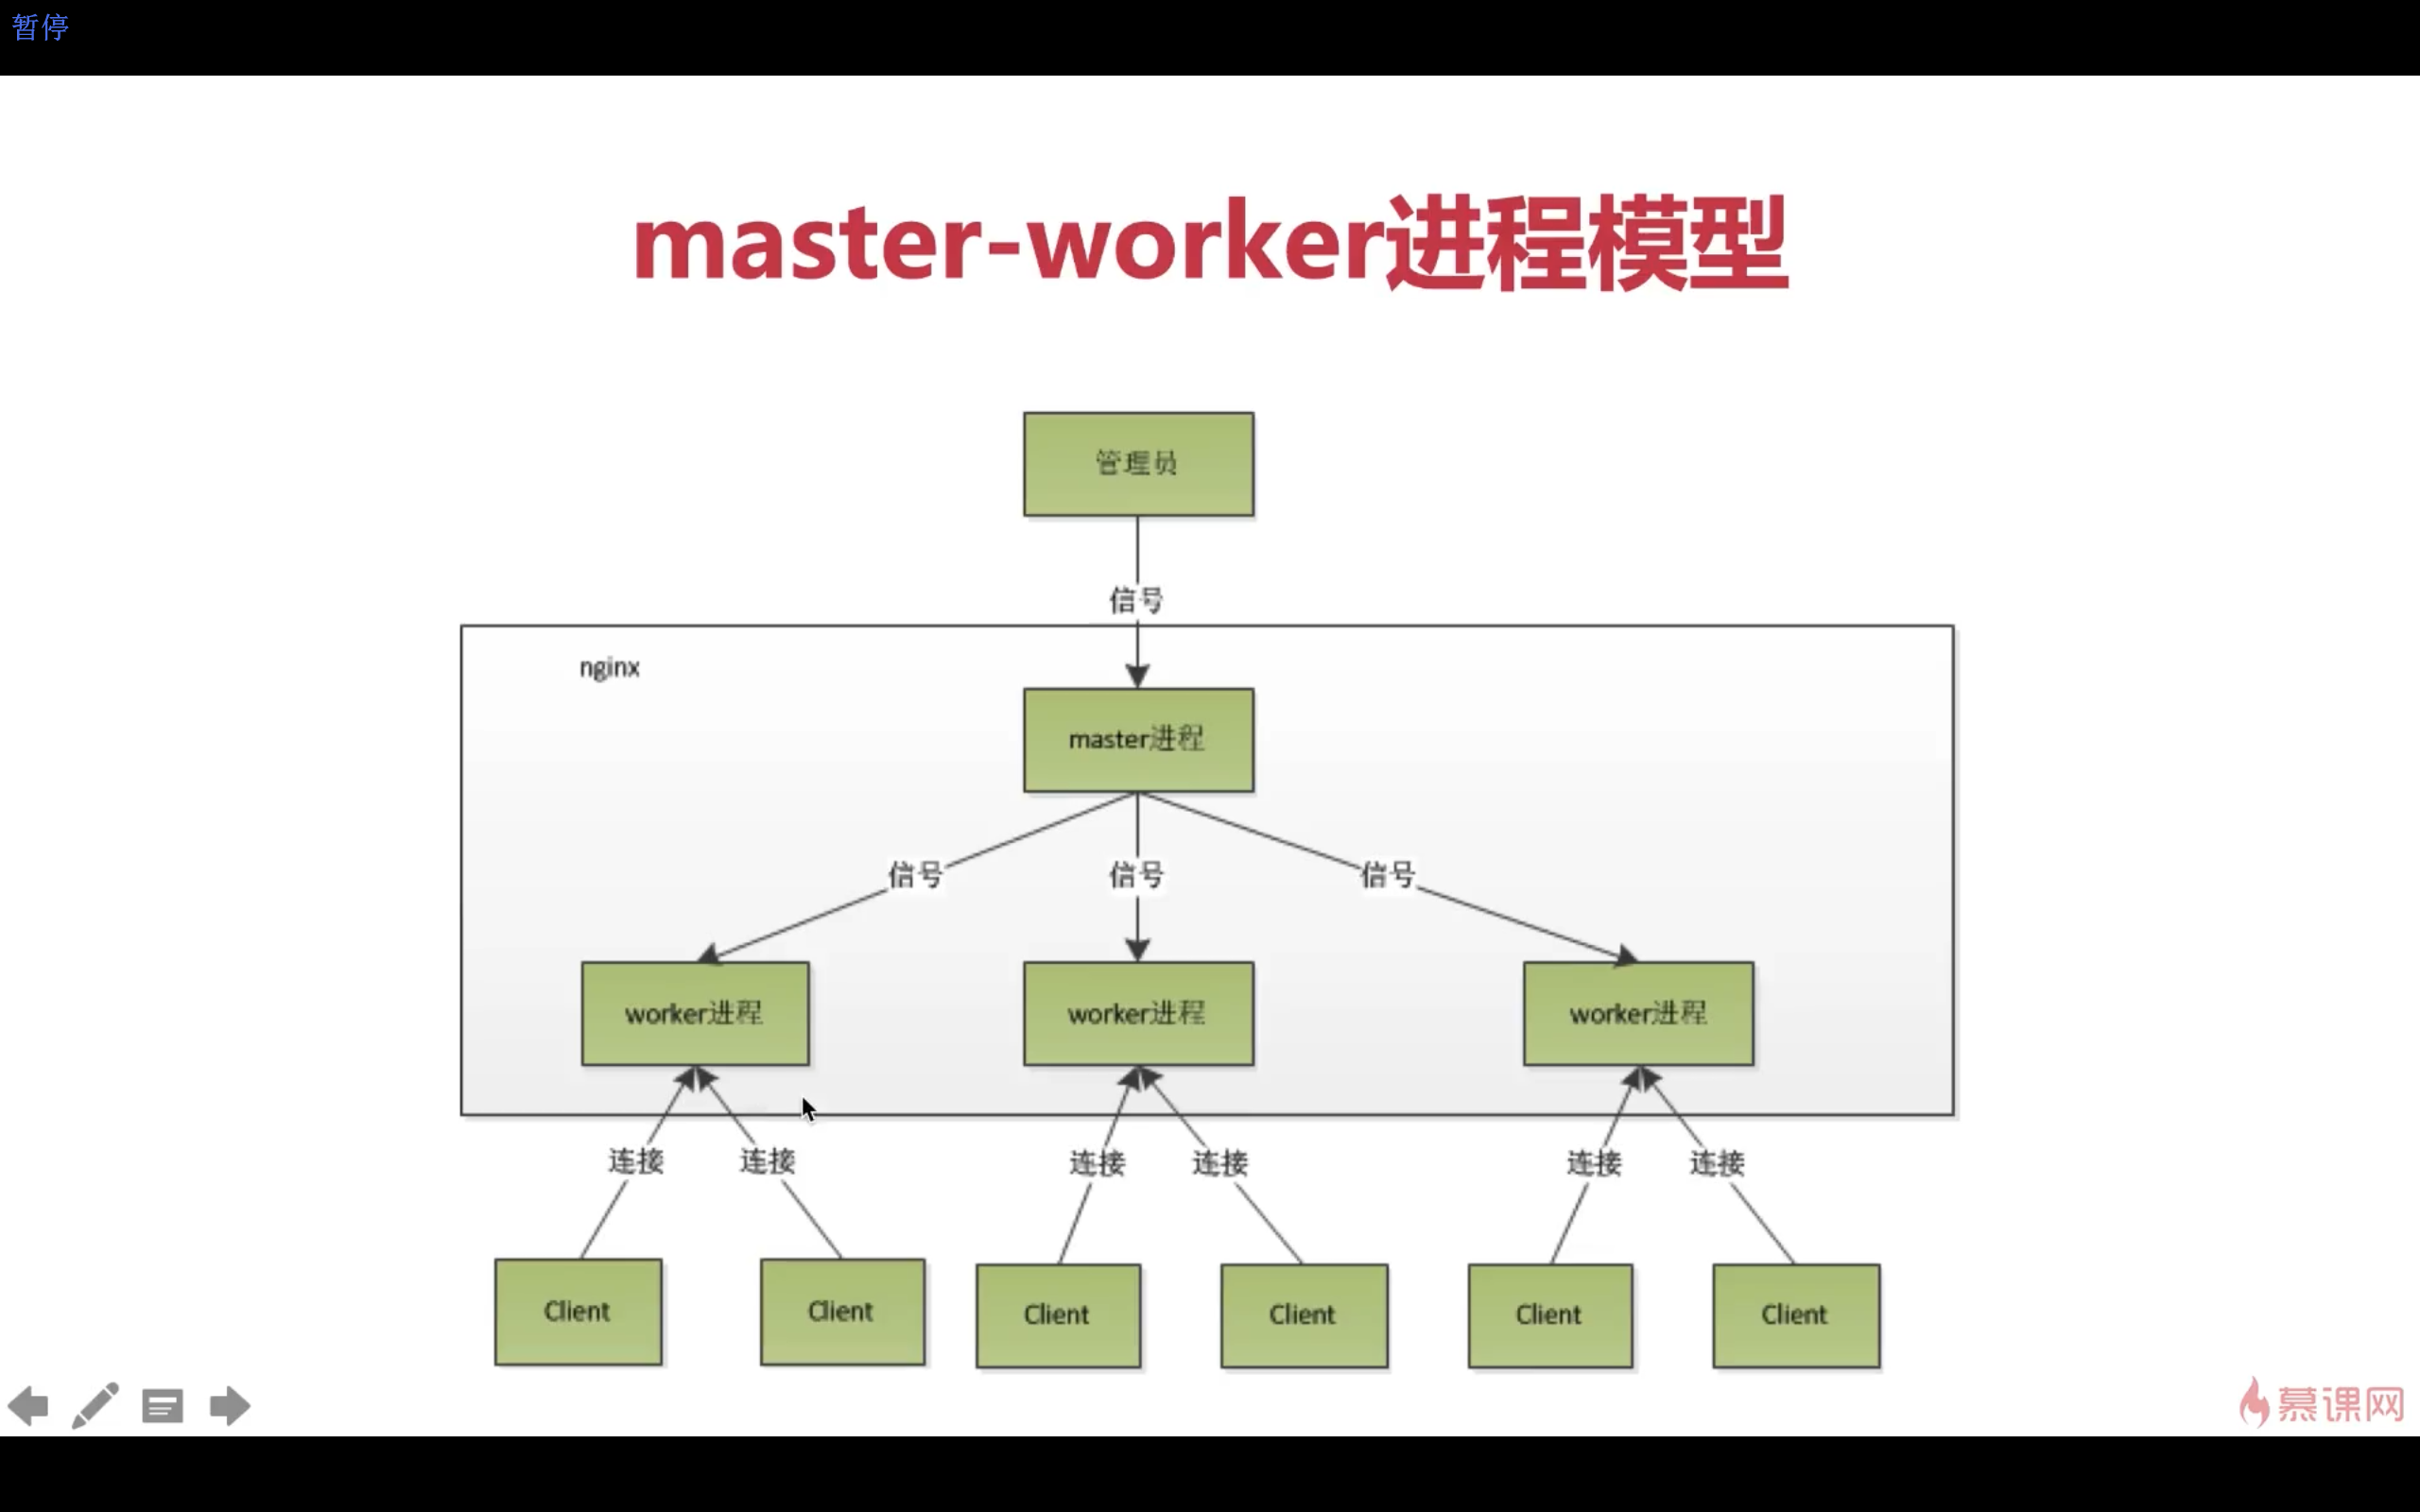 暂停
master-worker进程模型
管理员
信号
nginx
master进程
信号 信号 信号
worker进程 worker进程 worker进程
连接 连接 连接 连接 连接 连接
Client Client Client Client Client Client
慕课网